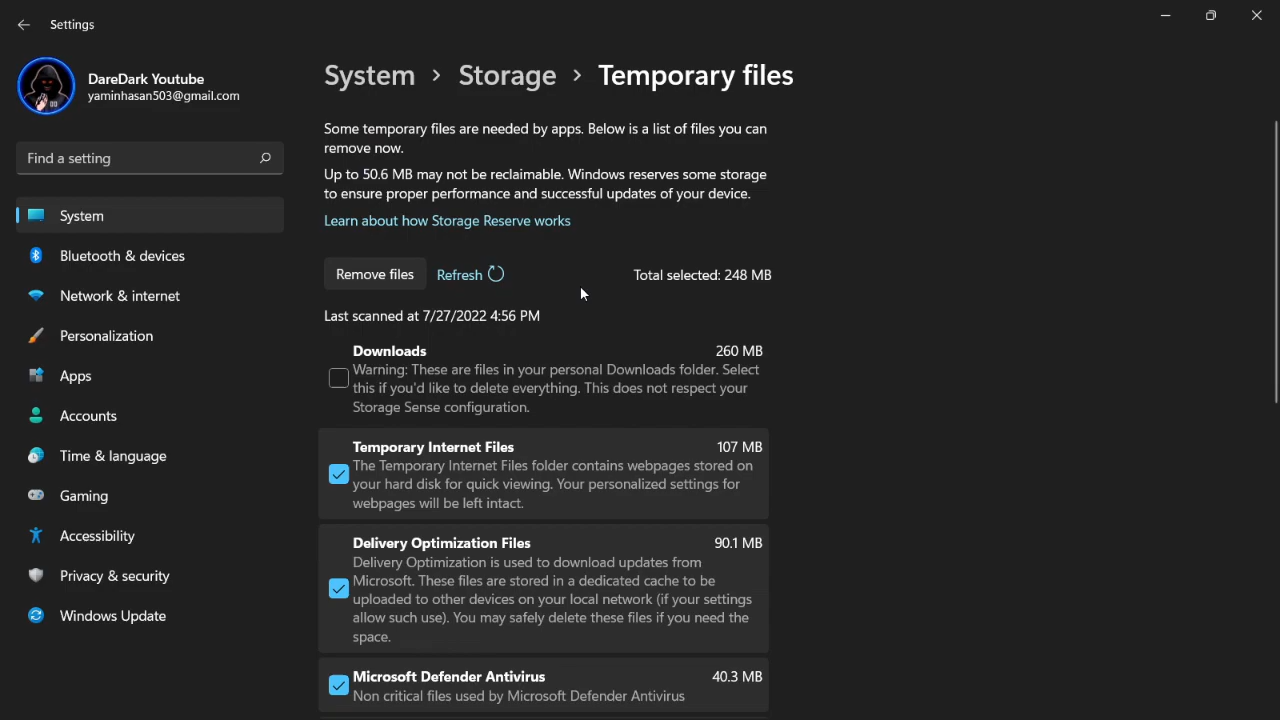 Settings
DareDark Youtube
yaminhasan503@gmail.com
Find a setting
System
Bluetooth & devices
Network & internet
Personalization
Apps
Accounts
Time & language
Gaming
Accessibility
Privacy & security
Windows Update
System > Storage > Temporary files
Some temporary files are needed by apps. Below is a list of files you can
remove now.
Up to 50.6 MB may not be reclaimable. Windows reserves some storage
to ensure proper performance and successful updates of your device.
Learn about how Storage Reserve works
Remove files Refresh Total selected: 248 MB
Last scanned at 7/27/2022 4:56 PM
Downloads 260 MB
Warning: These are files in your personal Downloads folder. Select
this if you'd like to delete everything. This does not respect your
Storage Sense configuration.
Temporary Internet Files 107 MB
The Temporary Internet Files folder contains webpages stored on
your hard disk for quick viewing. Your personalized settings for
webpages will be left intact.
Delivery Optimization Files 90.1 MB
Delivery Optimization is used to download updates from
Microsoft. These files are stored in a dedicated cache to be
uploaded to other devices on your local network (if your settings
allow such use). You may safely delete these files if you need the
space.
Microsoft Defender Antivirus 40.3 MB
Non critical files used by Microsoft Defender Antivirus